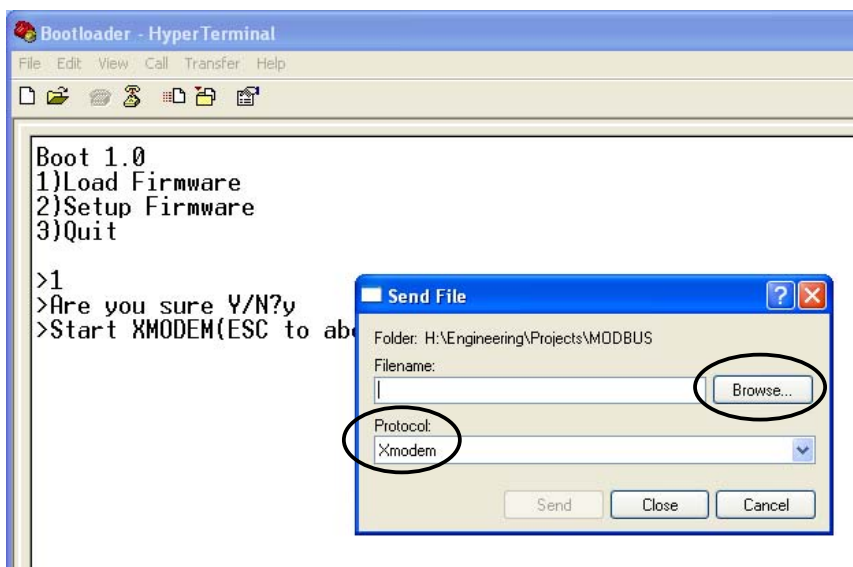 Bootloader - HyperTerminal
File Edit View Call Transfer Help
Boot 1.0
1)Load Firmware
2)Setup Firmware
3)Quit
>1
>Are you sure Y/N?y
>Start XMODEM(ESC to abo
Send File
Folder: H:\Engineering\Projects\MODBUS
Filename:
Browse...
Protocol:
Xmodem
Send Close Cancel